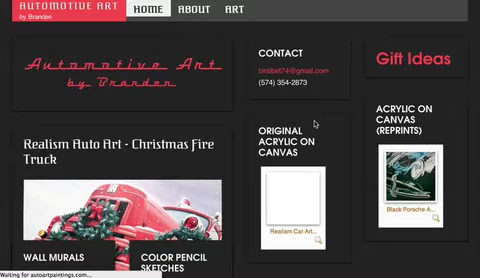 AUTOMOTIVE ART
by Branden
HOME ABOUT ART
Automotive Art
by Branden
CONTACT
bintibet74@gmail.com
(574) 354-2873
Gift Ideas
Realism Auto Art - Christmas Fire
Truck
ORIGINAL
ACRYLIC ON
CANVAS
Realism Car Art...
ACRYLIC ON
CANVAS
(REPRINTS)
Black Porsche A...
WALL MURALS
COLOR PENCIL
SKETCHES
Waiting for autoartpaintings.com...